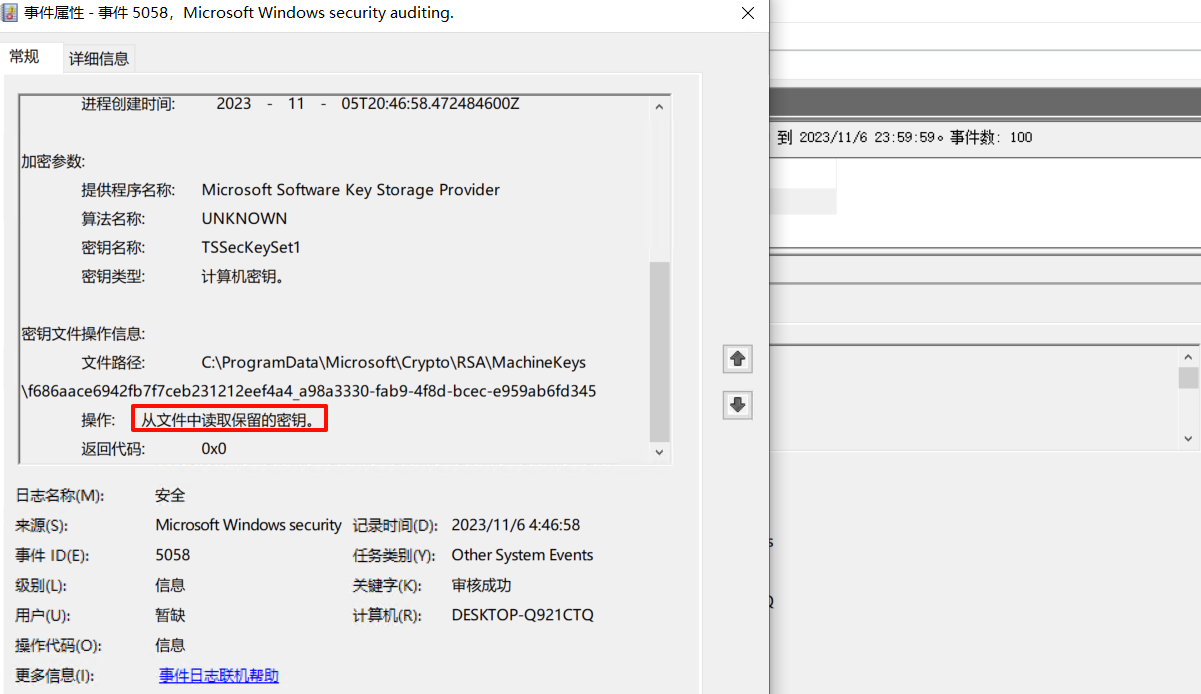 事件属性 - 事件 5058，Microsoft Windows security auditing.
常规 详细信息
进程创建时间: 2023 - 11 - 05T20:46:58.472484600Z
到 2023/11/6 23:59:59。事件数: 100
加密参数:
提供程序名称: Microsoft Software Key Storage Provider
算法名称: UNKNOWN
密钥名称: TSSecKeySet1
密钥类型: 计算机密钥。
密钥文件操作信息:
文件路径: C:\ProgramData\Microsoft\Crypto\RSA\MachineKeys
\f686aace6942fb7f7ceb231212eef4a4_a98a3330-fab9-4f8d-bcec-e959ab6fd345
操作: 从文件中读取保留的密钥。
返回代码: 0x0
日志名称(M): 安全
来源(S): Microsoft Windows security 记录时间(D): 2023/11/6 4:46:58
事件 ID(E): 5058 任务类别(Y): Other System Events
级别(L): 信息 关键字(K): 审核成功
用户(U): 暂缺 计算机(R): DESKTOP-Q921CTQ
操作代码(O): 信息
更多信息(I): 事件日志联机帮助